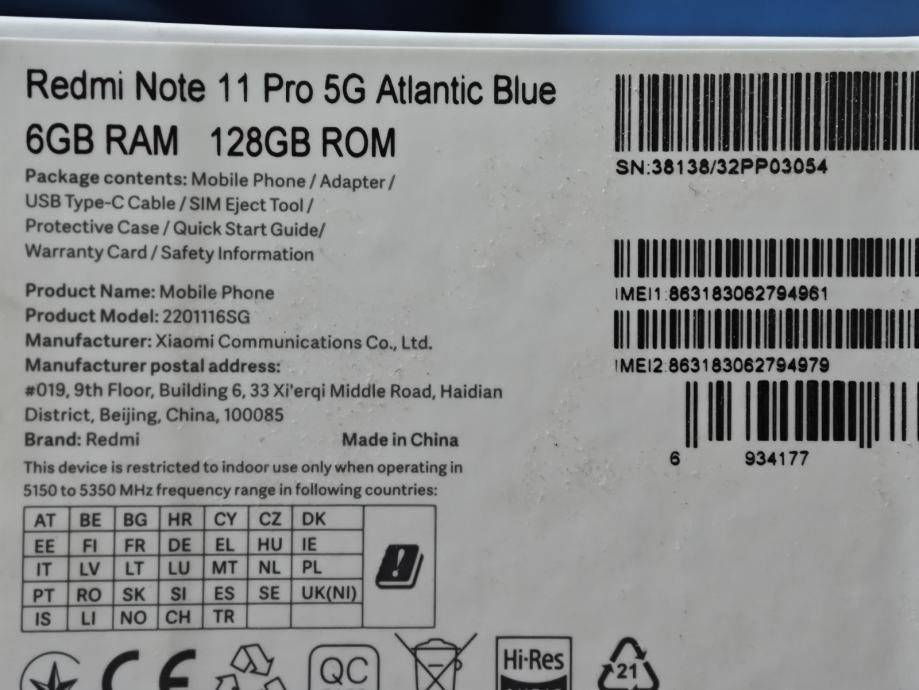 Redmi Note 11 Pro 5G Atlantic Blue
6GB RAM 128GB ROM
Package contents: Mobile Phone / Adapter /
USB Type-C Cable / SIM Eject Tool /
Protective Case / Quick Start Guide/
Warranty Card / Safety Information
Product Name: Mobile Phone
Product Model: 2201116SG
Manufacturer: Xiaomi Communications Co., Ltd.
Manufacturer postal address:
#019, 9th Floor, Building 6, 33 Xi'erqi Middle Road, Haidian
District, Beijing, China, 100085
Brand: Redmi Made in China
This device is restricted to indoor use only when operating in
5150 to 5350 MHz frequency range in following countries:
AT BE BG HR CY CZ DK
EE FI FR DE EL HU IE
IT LV LT LU MT NL PL
PT RO SK SI ES SE UK(NI)
IS LI NO CH TR
SN:38138/32PP03054
IMEI1:863183062794961
IMEI2:863183062794979
6 934177
CE
QC
Hi-Res
21